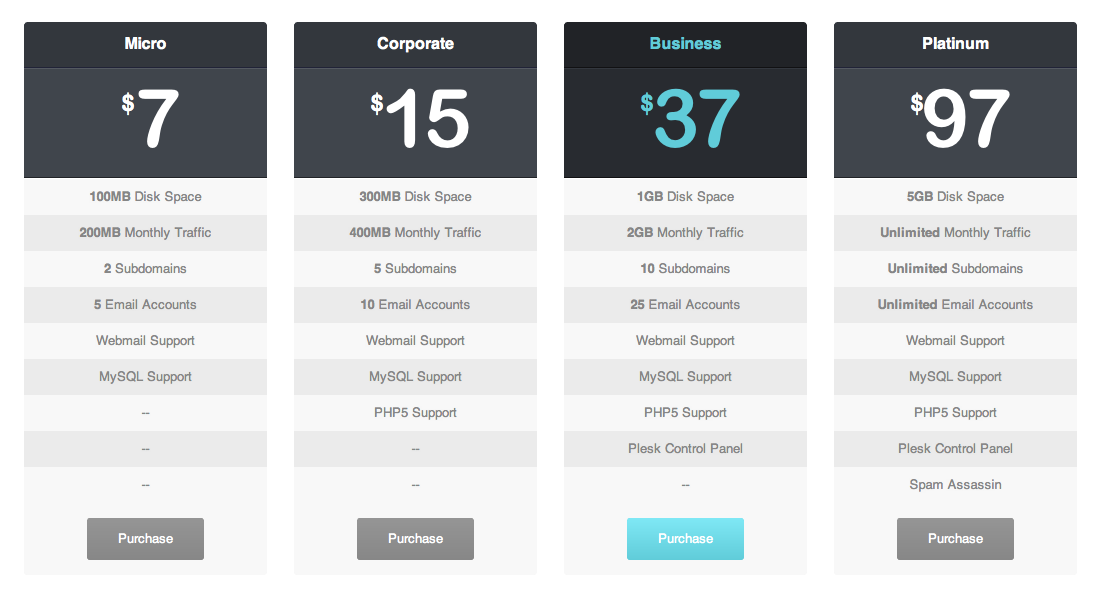 Micro
$7
100MB Disk Space
200MB Monthly Traffic
2 Subdomains
5 Email Accounts
Webmail Support
MySQL Support
--
--
--
Purchase
Corporate
$15
300MB Disk Space
400MB Monthly Traffic
5 Subdomains
10 Email Accounts
Webmail Support
MySQL Support
PHP5 Support
--
--
Purchase
Business
$37
1GB Disk Space
2GB Monthly Traffic
10 Subdomains
25 Email Accounts
Webmail Support
MySQL Support
PHP5 Support
Plesk Control Panel
--
Purchase
Platinum
$97
5GB Disk Space
Unlimited Monthly Traffic
Unlimited Subdomains
Unlimited Email Accounts
Webmail Support
MySQL Support
PHP5 Support
Plesk Control Panel
Spam Assassin
Purchase